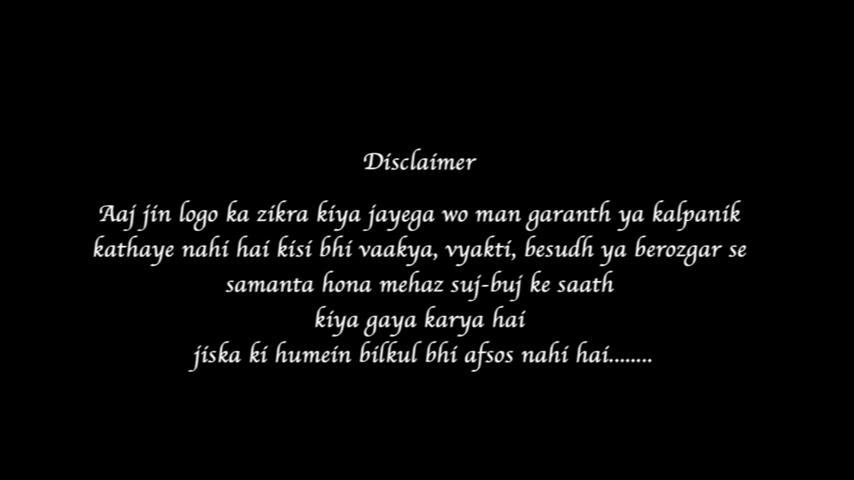 Disclaimer
Aaj jin logo ka zikra kiya jayega wo man garanth ya kalpanik
kathaye nahi hai kisi bhi vaakya, vyakti, besudh ya berozgar se
samanta hona mehaz suj-buj ke saath
kiya gaya karya hai
jiska ki humein bilkul bhi afsos nahi hai........